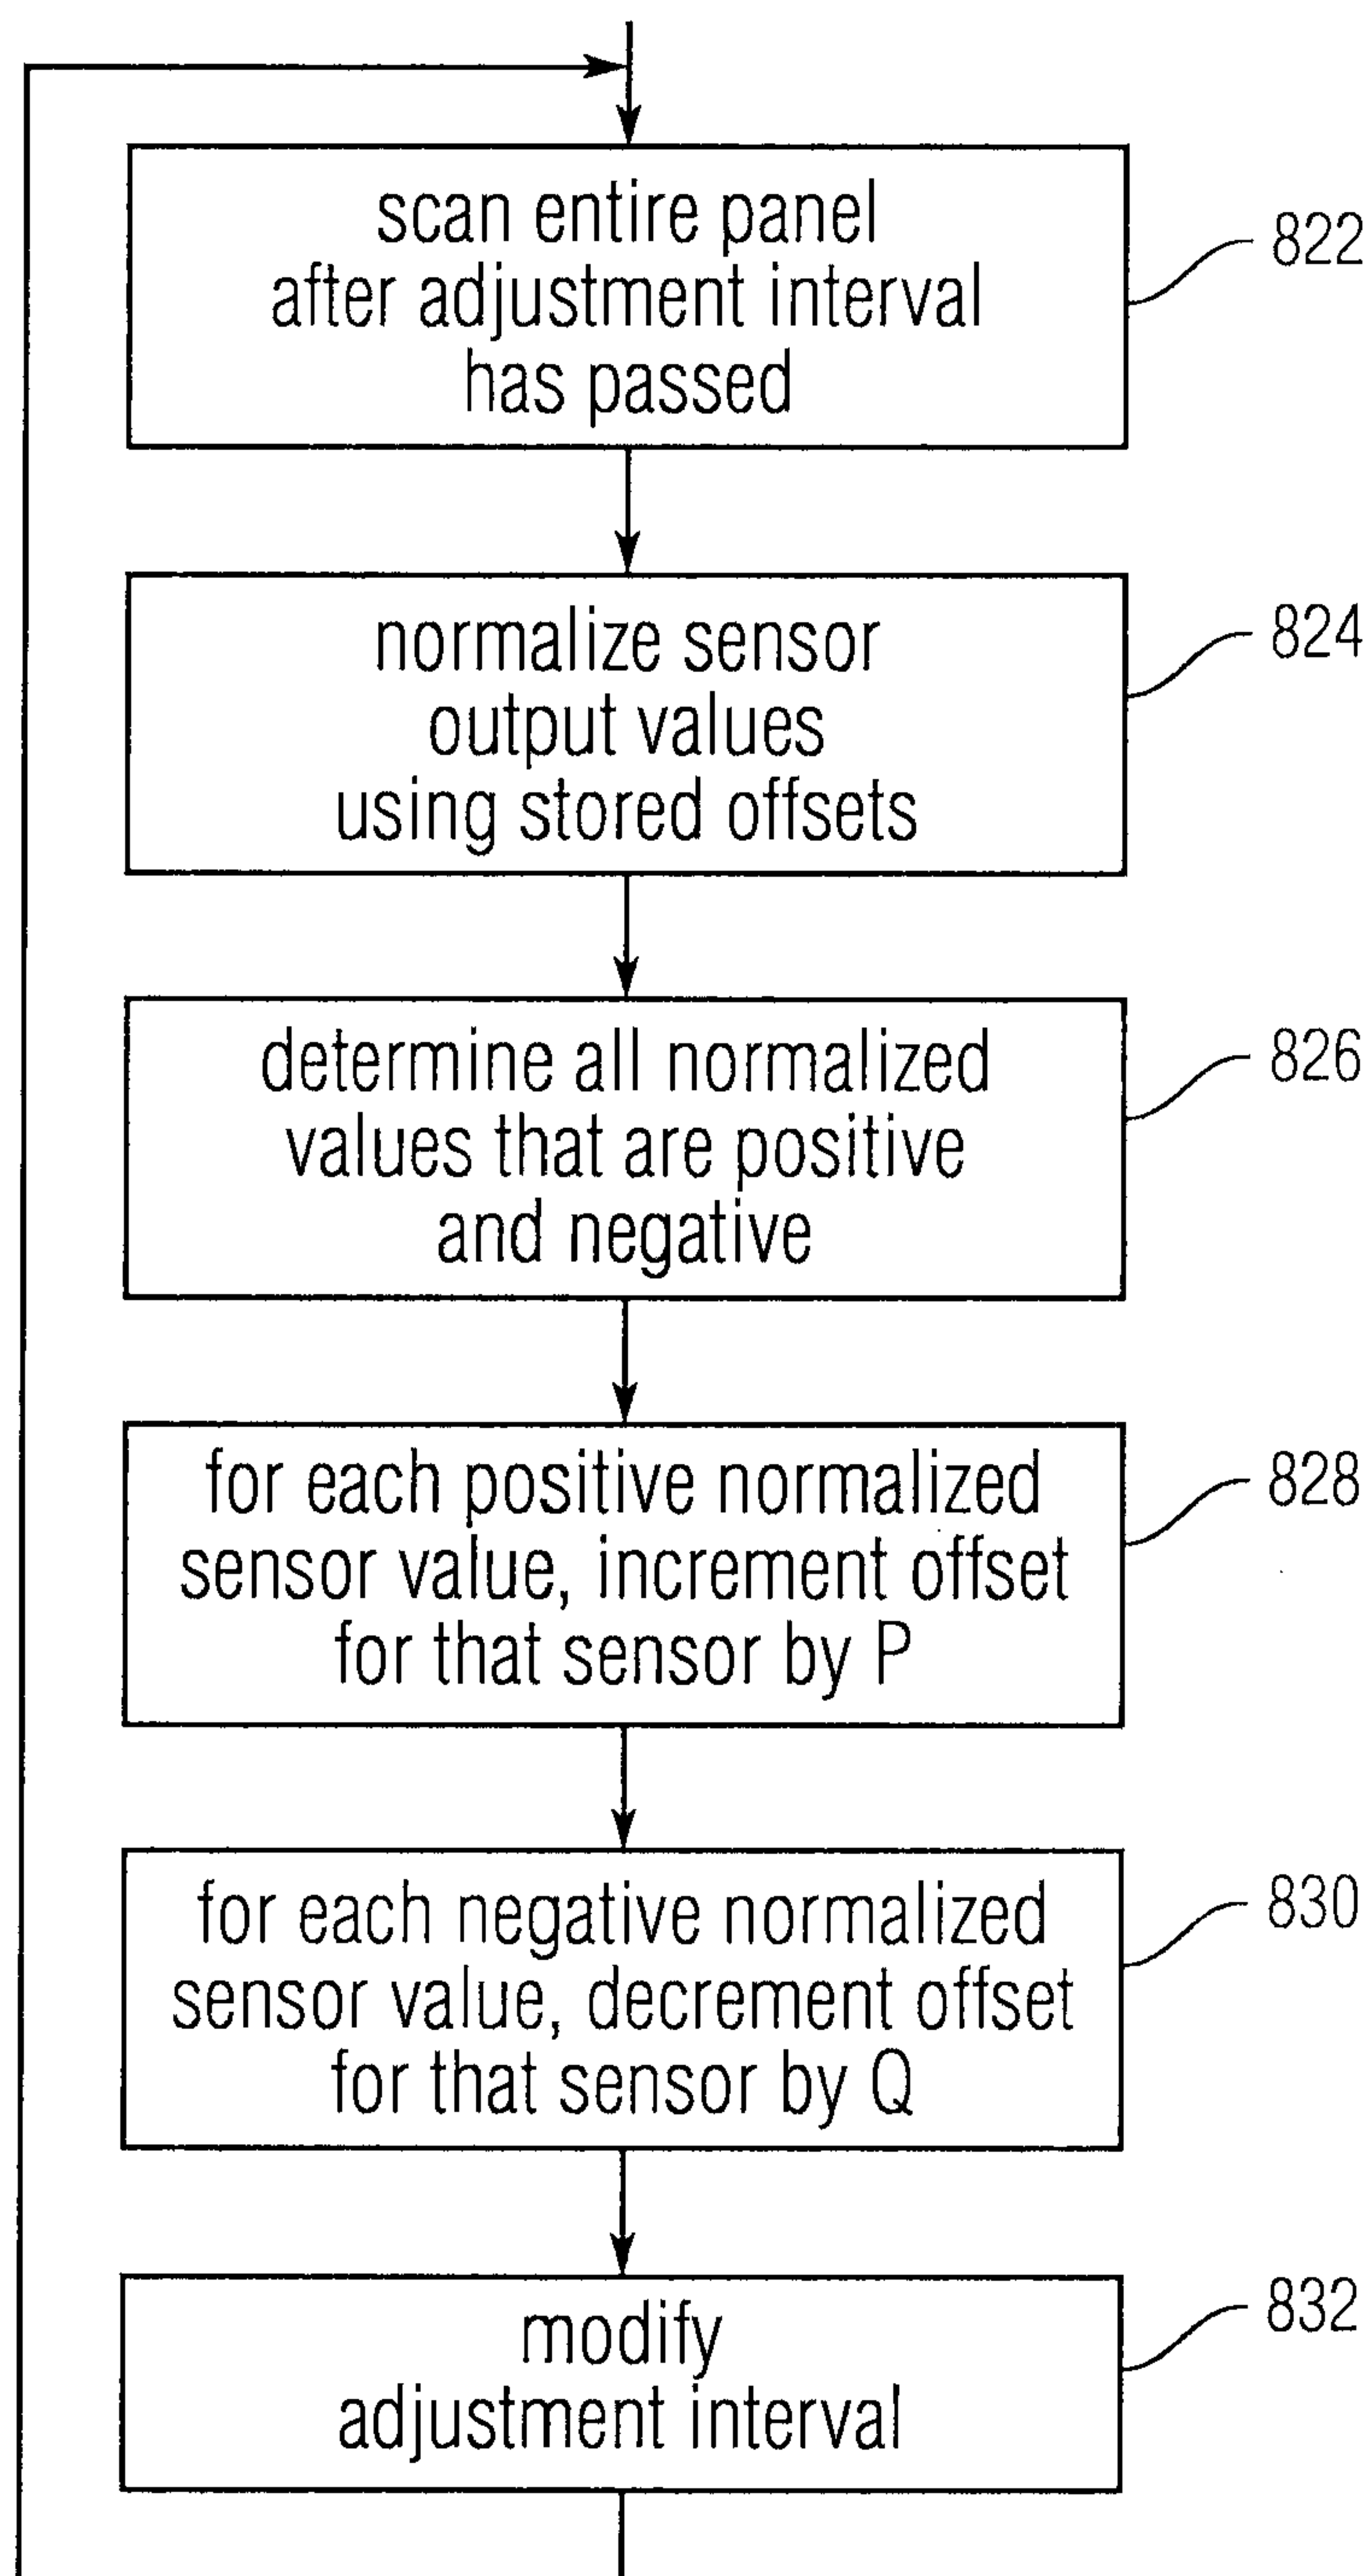 scan entire panel
after adjustment interval
has passed
822
normalize sensor
output values
using stored offsets
824
determine all normalized
values that are positive
and negative
826
for each positive normalized
sensor value, increment offset
for that sensor by P
828
for each negative normalized
sensor value, decrement offset
for that sensor by Q
830
modify
adjustment interval
832